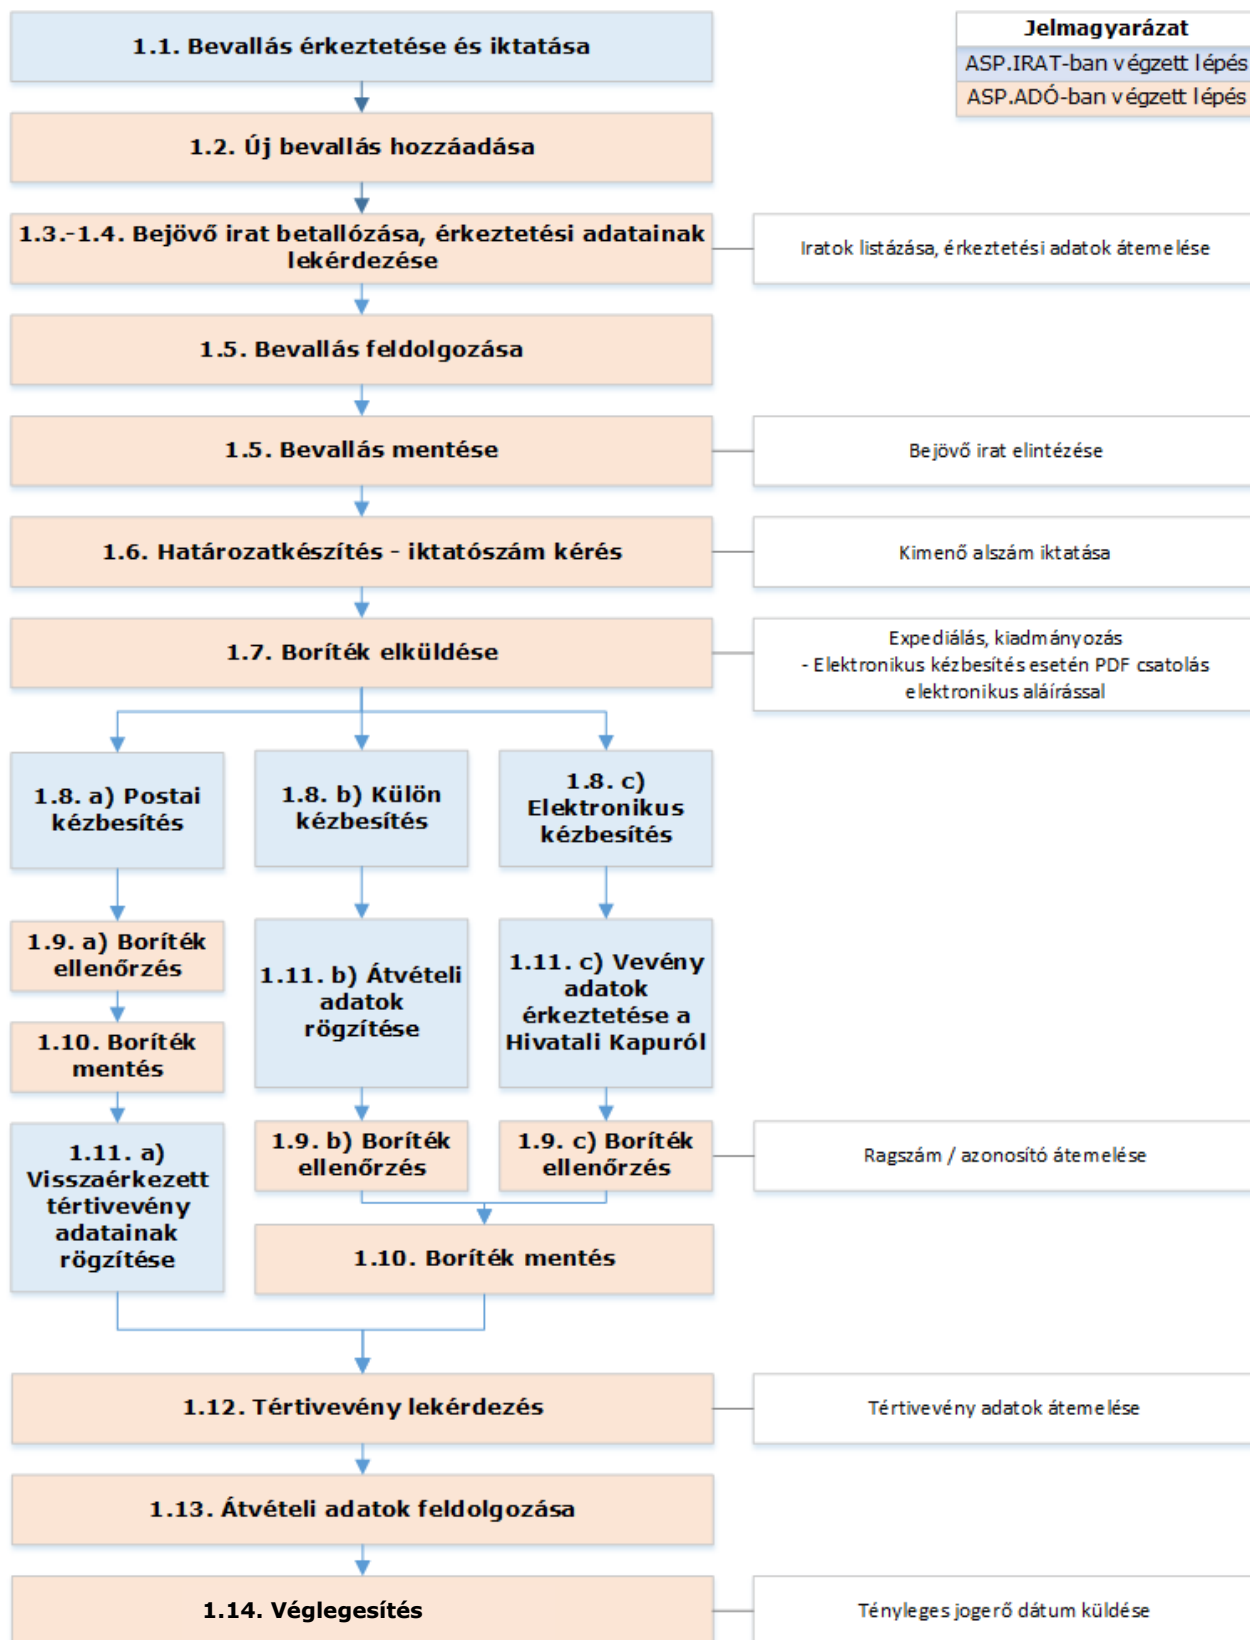 1.1. Bevallás érkeztetése és iktatása
Jelmagyarázat
ASP.IRAT-ban végzett lépés
ASP.ADÓ-ban végzett lépés
1.2. Új bevallás hozzáadása
1.3.-1.4. Bejövő irat betallózása, érkeztetési adatainak
lekérdezése
Iratok listázása, érkeztetési adatok átemelése
1.5. Bevallás feldolgozása
1.5. Bevallás mentése
Bejövő irat elintézése
1.6. Határozatkészítés - iktatószám kérés
Kimenő alszám iktatása
1.7. Boríték elküldése
Expediálás, kiadmányozás
- Elektronikus kézbesítés esetén PDF csatolás
elektronikus aláírással
1.8. a) Postai
kézbesítés
1.8. b) Külön
kézbesítés
1.8. c)
Elektronikus
kézbesítés
1.9. a) Boríték
ellenőrzés
1.11. b) Átvételi
adatok
rögzítése
1.11. c) Vevény
adatok
érkeztetése a
Hivatali Kapuról
1.10. Boríték
mentés
1.11. a)
Visszaérkezett
tértivevény
adatainak
rögzítése
1.9. b) Boríték
ellenőrzés
1.9. c) Boríték
ellenőrzés
Ragszám / azonosító átemelése
1.10. Boríték mentés
1.12. Tértivevény lekérdezés
Tértivevény adatok átemelése
1.13. Átvételi adatok feldolgozása
1.14. Véglegesítés
Tényleges jogerő dátum küldése